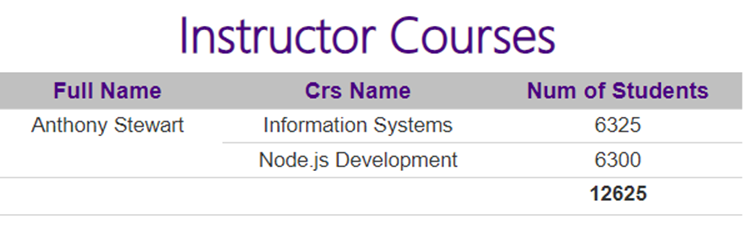 Instructor Courses
Full Name Crs Name Num of Students
Anthony Stewart Information Systems 6325
Node.js Development 6300
12625